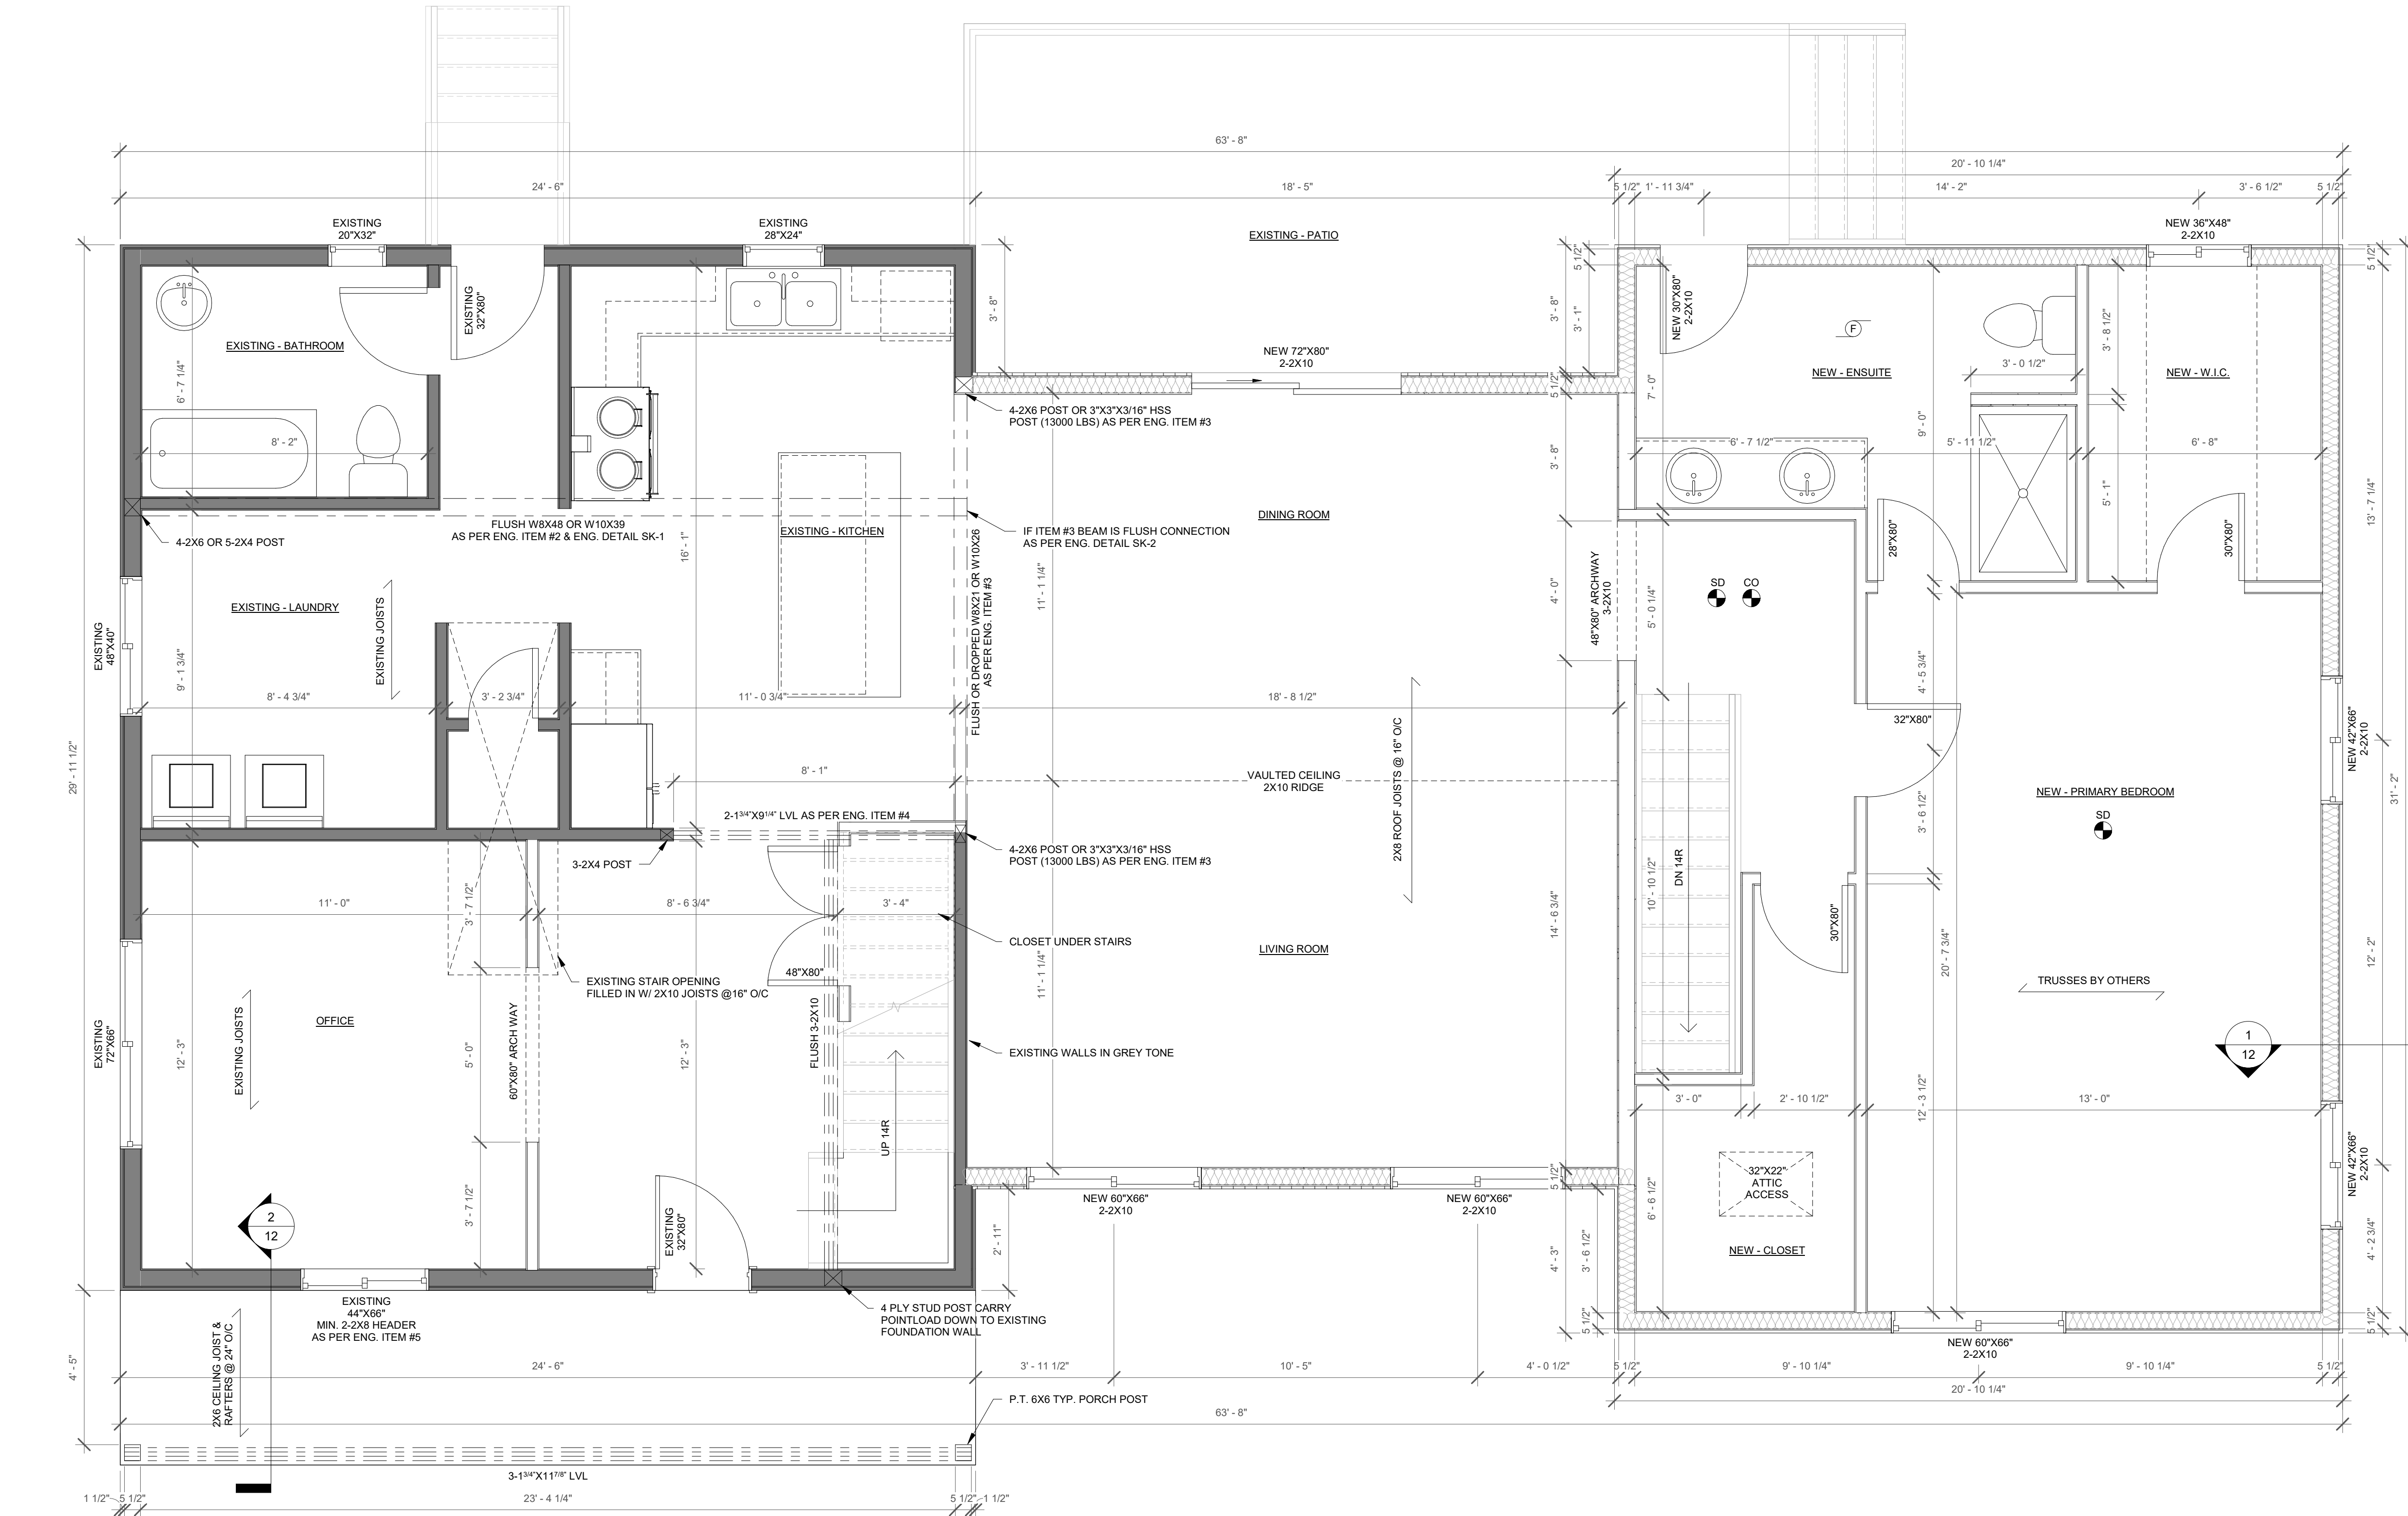 63' - 8"
20' - 10 1/4"
24' - 6"
18' - 5"
5 1/2"
1' - 11 3/4"
14' - 2"
3' - 6 1/2"
5 1/2"
EXISTING
20"X32"
EXISTING
28"X24"
EXISTING - PATIO
NEW 36"X48"
2-2X10
EXISTING
32"X80"
3' - 8"
3' - 8"
5 1/2"
3' - 1"
NEW 30"X80"
2-2X10
5 1/2"
EXISTING - BATHROOM
6' - 7 1/4"
8' - 2"
NEW 72"X80"
2-2X10
5 1/2"
F
NEW - ENSUITE
7' - 0"
9' - 0"
3' - 0 1/2"
3' - 8 1/2"
NEW - W.I.C.
4-2X6 POST OR 3"X3"X3/16" HSS
POST (13000 LBS) AS PER ENG. ITEM #3
3' - 8"
6' - 7 1/2"
5' - 11 1/2"
6' - 8"
5' - 1"
13' - 7 1/4"
FLUSH W8X48 OR W10X39
AS PER ENG. ITEM #2 & ENG. DETAIL SK-1
4-2X6 OR 5-2X4 POST
16' - 1"
EXISTING - KITCHEN
IF ITEM #3 BEAM IS FLUSH CONNECTION
AS PER ENG. DETAIL SK-2
DINING ROOM
28"X80"
30"X80"
FLUSH OR DROPPED W8X21 OR W10X26
AS PER ENG. ITEM #3
11' - 1 1/4"
4' - 0"
48"X80" ARCHWAY
3-2X10
5' - 0 1/4"
SD
CO
EXISTING - LAUNDRY
EXISTING JOISTS
EXISTING
48"X40"
9' - 1 3/4"
8' - 4 3/4"
3' - 2 3/4"
11' - 0 3/4"
18' - 8 1/2"
4' - 5 3/4"
32"X80"
NEW 42"X66"
2-2X10
29' - 11 1/2"
31' - 2"
8' - 1"
VAULTED CEILING
2X10 RIDGE
2X8 ROOF JOISTS @ 16" O/C
NEW - PRIMARY BEDROOM
SD
3' - 6 1/2"
2-1 3/4"X9 1/4" LVL AS PER ENG. ITEM #4
3-2X4 POST
4-2X6 POST OR 3"X3"X3/16" HSS
POST (13000 LBS) AS PER ENG. ITEM #3
DN 14R
10' - 10 1/2"
11' - 0"
3' - 7 1/2"
8' - 6 3/4"
3' - 4"
14' - 6 3/4"
30"X80"
20' - 7 3/4"
12' - 2"
CLOSET UNDER STAIRS
LIVING ROOM
48"X80"
11' - 1 1/4"
EXISTING STAIR OPENING
FILLED IN W/ 2X10 JOISTS @16" O/C
TRUSSES BY OTHERS
OFFICE
EXISTING
72"X66"
EXISTING JOISTS
12' - 3"
5' - 0"
60"X80" ARCH WAY
12' - 3"
FLUSH 3-2X10
EXISTING WALLS IN GREY TONE
1
12
UP 14R
3' - 0"
2' - 10 1/2"
12' - 3 1/2"
13' - 0"
NEW 42"X66"
2-2X10
32"X22"
ATTIC
ACCESS
5 1/2"
NEW 60"X66"
2-2X10
NEW 60"X66"
2-2X10
6' - 6 1/2"
3' - 7 1/2"
2
12
EXISTING
32"X80"
2' - 11"
4' - 3"
3' - 6 1/2"
NEW - CLOSET
4' - 2 3/4"
EXISTING
44"X66"
MIN. 2-2X8 HEADER
AS PER ENG. ITEM #5
4 PLY STUD POST CARRY
POINTLOAD DOWN TO EXISTING
FOUNDATION WALL
5 1/2"
5 1/2"
NEW 60"X66"
2-2X10
4' - 5"
2X6 CEILING JOIST &
RAFTERS @ 24" O/C
24' - 6"
3' - 11 1/2"
10' - 5"
4' - 0 1/2"
5 1/2"
9' - 10 1/4"
9' - 10 1/4"
5 1/2"
20' - 10 1/4"
P.T. 6X6 TYP. PORCH POST
63' - 8"
3-1 3/4"X11 7/8" LVL
1 1/2"
5 1/2"
23' - 4 1/4"
5 1/2"
1 1/2"